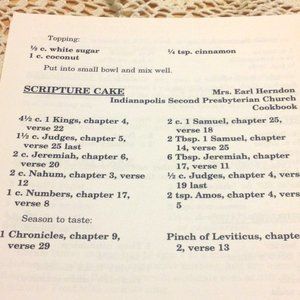 Topping:
½ c. white sugar ¼ tsp. cinnamon
1 c. coconut
Put into small bowl and mix well.
SCRIPTURE CAKE Mrs. Earl Herndon
Indianapolis Second Presbyterian Church
Cookbook
4½ c. 1 Kings, chapter 4, 2 c. 1 Samuel, chapter 25,
verse 22 verse 18
1½ c. Judges, chapter 5, 2 Tbsp. 1 Samuel, chapter
verse 25 last 14, verse 25
2 c. Jeremiah, chapter 6, 6 Tbsp. Jeremiah, chapter
verse 20 17, verse 11
2 c. Nahum, chapter 3, verse ½ c. Judges, chapter 4, verse
12 19 last
1 c. Numbers, chapter 17, 2 tsp. Amos, chapter 4, verse
verse 8 5
Season to taste:
Chronicles, chapter 9, Pinch of Leviticus, chapter
verse 29 2, verse 13